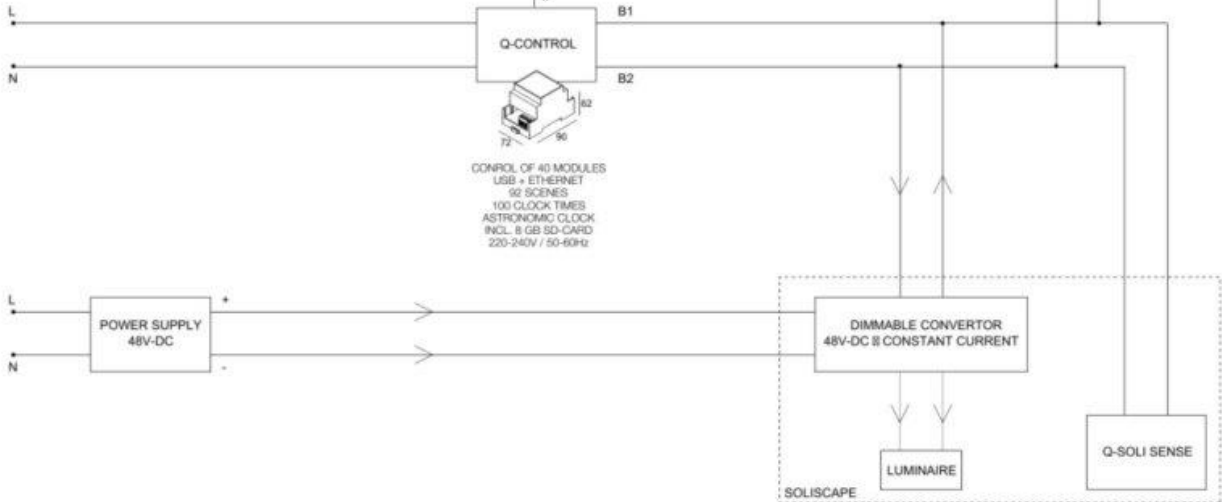 L
B1
Q-CONTROL
N
B2
62
72
90
CONROL OF 40 MODULES
USB + ETHERNET
92 SCENES
100 CLOCK TIMES
ASTRONOMIC CLOCK
INCL. 8 GB SD-CARD
220-240V / 50-60Hz
L
+
POWER SUPPLY
48V-DC
N
-
DIMMABLE CONVERTOR
48V-DC CONSTANT CURRENT
LUMINAIRE
Q-SOLI SENSE
SOLISCAPE